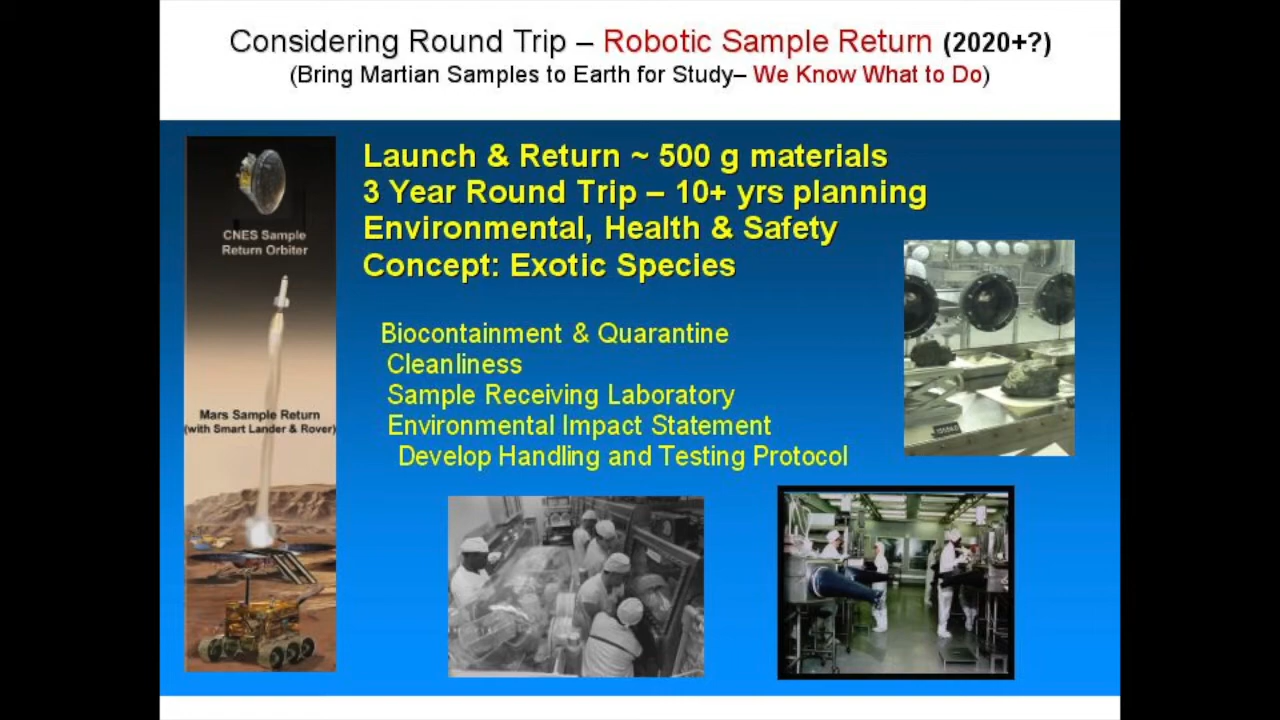 Considering Round Trip – Robotic Sample Return (2020+?)
(Bring Martian Samples to Earth for Study– We Know What to Do)
Launch & Return ~ 500 g materials
3 Year Round Trip – 10+ yrs planning
Environmental, Health & Safety
Concept: Exotic Species
Biocontainment & Quarantine
Cleanliness
Sample Receiving Laboratory
Environmental Impact Statement
Develop Handling and Testing Protocol
CNES Sample
Return Orbiter
Mars Sample Return
(with Smart Lander & Rover)